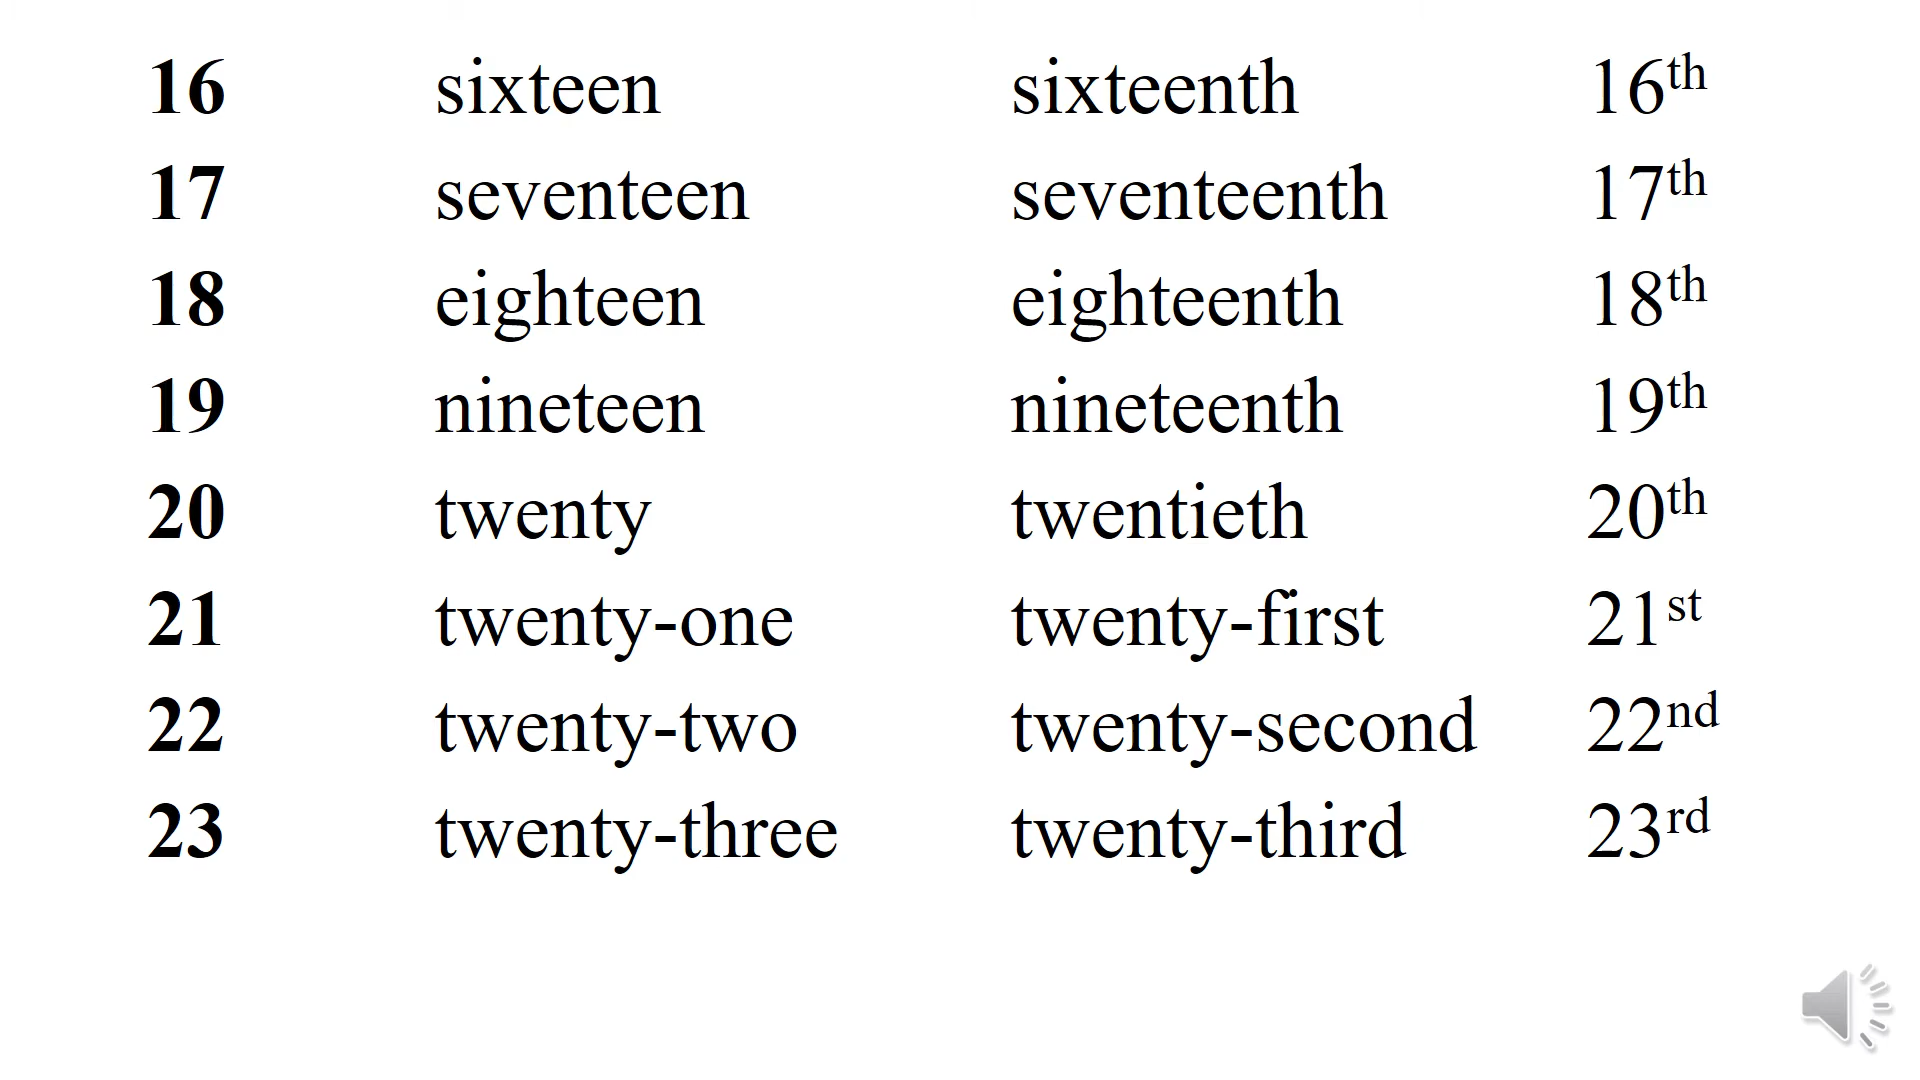 16 sixteen sixteenth 16th
17 seventeen seventeenth 17th
18 eighteen eighteenth 18th
19 nineteen nineteenth 19th
20 twenty twentieth 20th
21 twenty-one twenty-first 21st
22 twenty-two twenty-second 22nd
23 twenty-three twenty-third 23rd